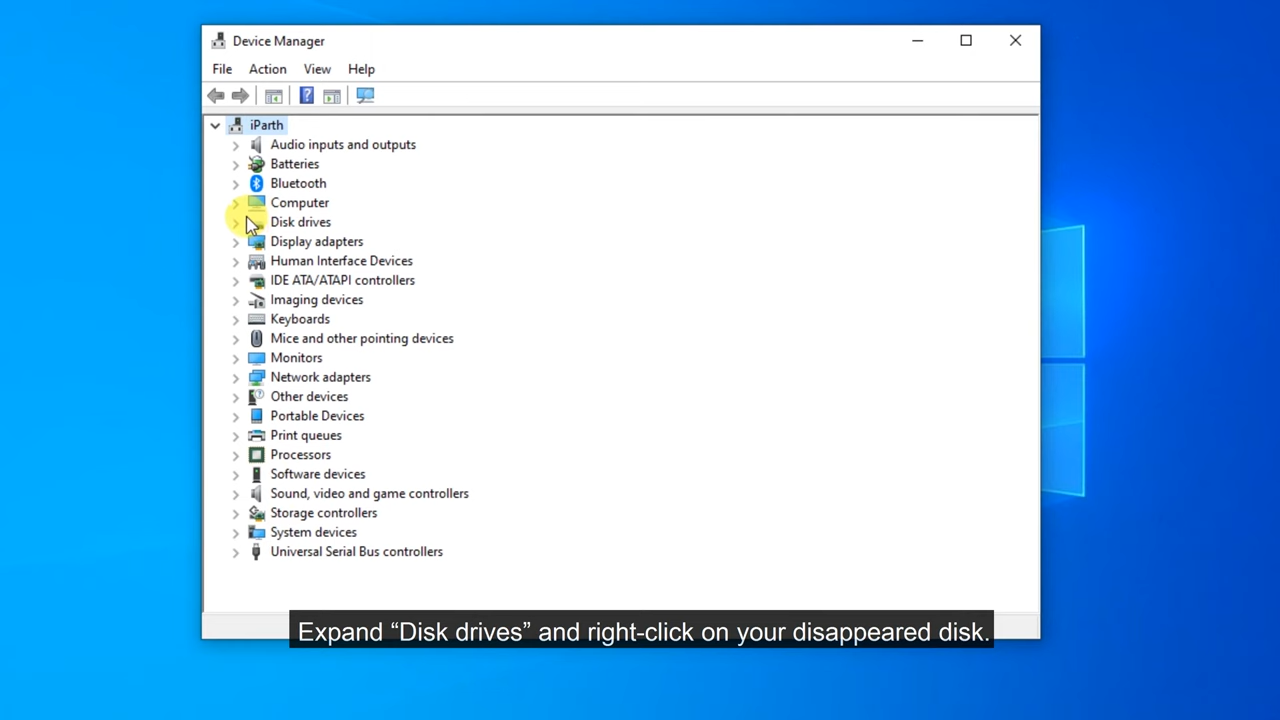 Device Manager
File Action View Help
iParth
Audio inputs and outputs
Batteries
Bluetooth
Computer
Disk drives
Display adapters
Human Interface Devices
IDE ATA/ATAPI controllers
Imaging devices
Keyboards
Mice and other pointing devices
Monitors
Network adapters
Other devices
Portable Devices
Print queues
Processors
Software devices
Sound, video and game controllers
Storage controllers
System devices
Universal Serial Bus controllers
Expand “Disk drives” and right-click on your disappeared disk.